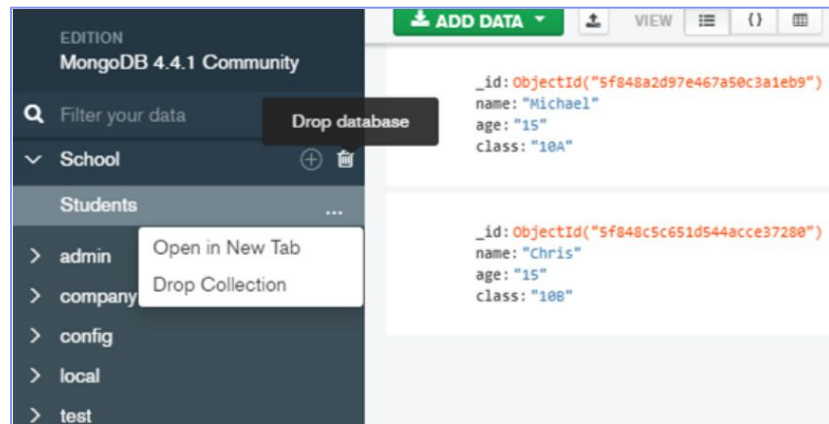 EDITION
MongoDB 4.4.1 Community
Filter your data
Drop database
School
Students
...
Open in New Tab
Drop Collection
admin
company
config
local
test
ADD DATA
VIEW
{}
_id: ObjectId("5f848a2d97e467a50c3a1eb9")
name: "Michael"
age: "15"
class: "10A"
_id: ObjectId("5f848c5c651d544acce37280")
name: "Chris"
age: "15"
class: "10B"